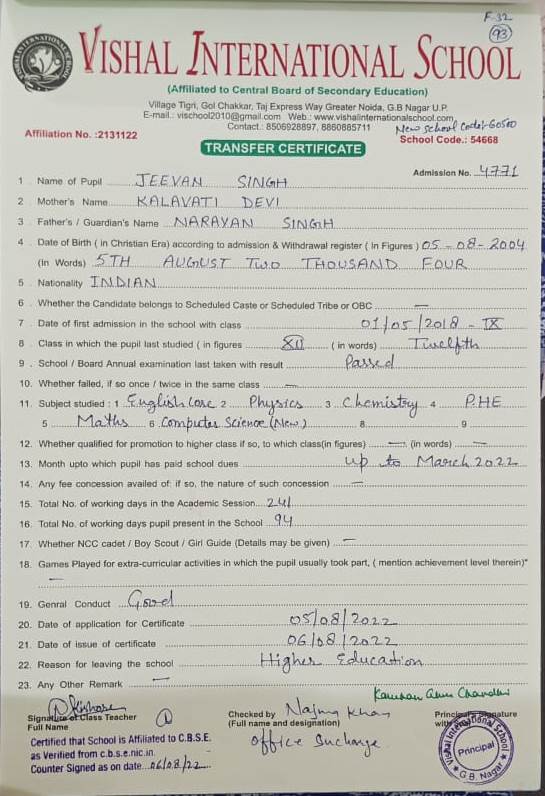 F-32
93
VISHAL INTERNATIONAL SCHOOL
(Affiliated to Central Board of Secondary Education)
Village Tigri, Gol Chakkar, Taj Express Way Greater Noida, G.B Nagar U.P.
E-mail.: vischool2010@gmail.com Web.: www.vishalinternationalschool.com
Contact.: 8506928897, 8860885711
New School Code:-60500
Affiliation No. :2131122
School Code.: 54668
TRANSFER CERTIFICATE
Admission No. 4771
1 . Name of Pupil JEEVAN SINGH
2 . Mother's Name KALAVATI DEVI
3 . Father's / Guardian's Name NARAYAN SINGH
4 . Date of Birth ( in Christian Era) according to admission & Withdrawal register ( In Figures ) 05-08-2004
(In Words) 5TH AUGUST TWO THOUSAND FOUR
5 . Nationality INDIAN
6 . Whether the Candidate belongs to Scheduled Caste or Scheduled Tribe or OBC —
7 . Date of first admission in the school with class 01/05/2018 - IX
8 . Class in which the pupil last studied ( in figures XII ( in words) Twelfth
9 . School / Board Annual examination last taken with result Passed
10. Whether failed, if so once / twice in the same class —
11. Subject studied : 1 English Core 2 Physics 3 Chemistry 4 P.HE
5 Maths 6 Computer Science (New) 8 9
12. Whether qualified for promotion to higher class if so, to which class(in figures) — (in words) —
13. Month upto which pupil has paid school dues up to March 2022
14. Any fee concession availed of: if so, the nature of such concession —
15. Total No. of working days in the Academic Session 241
16. Total No. of working days pupil present in the School 94
17. Whether NCC cadet / Boy Scout / Girl Guide (Details may be given) —
18. Games Played for extra-curricular activities in which the pupil usually took part, ( mention achievement level therein)"
—
19. Genral Conduct Good
20. Date of application for Certificate 05/08/2022
21. Date of issue of certificate 06/08/2022
22. Reason for leaving the school Higher Education
23. Any Other Remark —
Signature of Class Teacher
Full Name
Checked by Najma Khan
(Full name and designation) Office Incharge
Principal's Signature
with
Certified that School is Affiliated to C.B.S.E.
as Verified from c.b.s.e.nic.in.
Counter Signed as on date 06/08/22
Vishal International School
Principal
G.B. Nagar